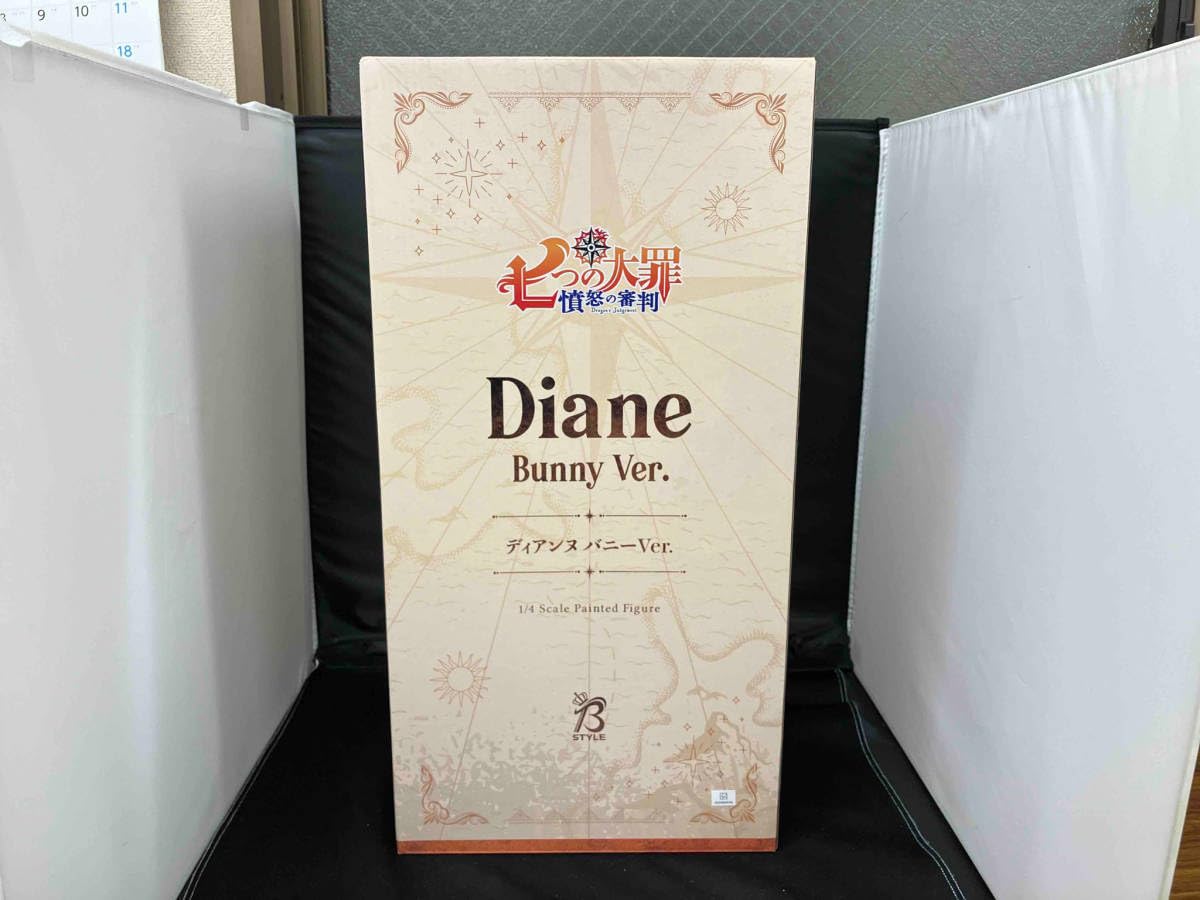 9 10 11
18
七つの大罪
憤怒の審判
Dragon's Judgement
Diane
Bunny Ver.
ディアンヌ バニーVer.
1/4 Scale Painted Figure
B
STYLE